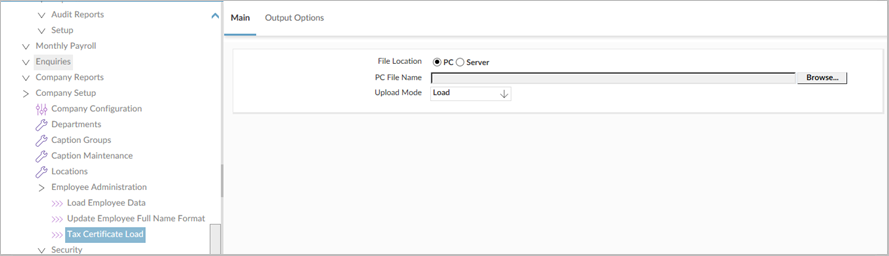 Audit Reports
Setup
Monthly Payroll
Enquiries
Company Reports
Company Setup
Company Configuration
Departments
Caption Groups
Caption Maintenance
Locations
Employee Administration
Load Employee Data
Update Employee Full Name Format
Tax Certificate Load
Security
Main Output Options
File Location PC Server
PC File Name Browse...
Upload Mode Load